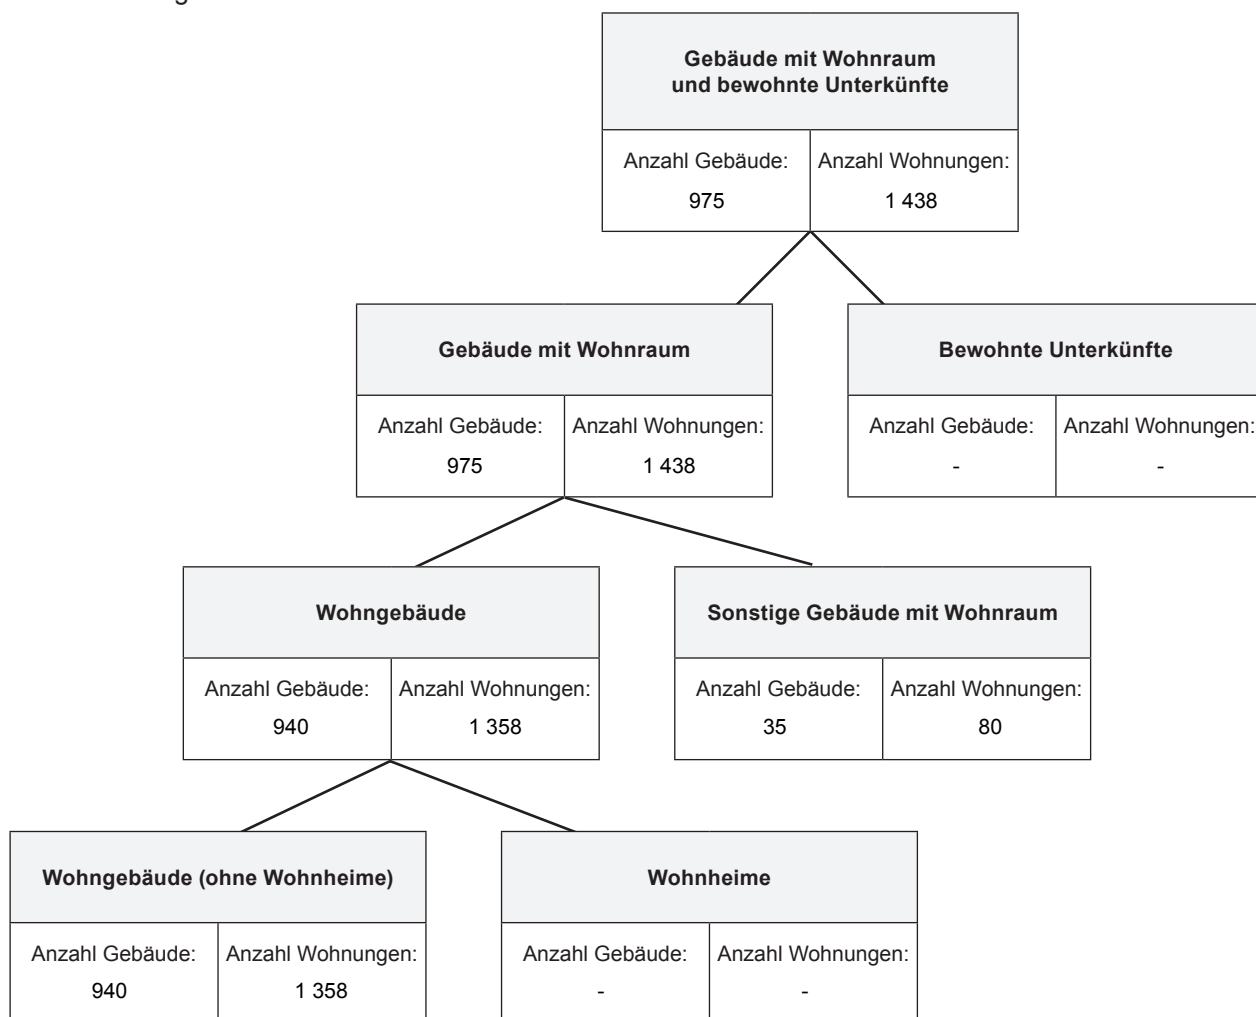 Gebäude mit Wohnraum
und bewohnte Unterkünfte
Anzahl Gebäude: Anzahl Wohnungen:
975 1 438
Gebäude mit Wohnraum Bewohnte Unterkünfte
Anzahl Gebäude: Anzahl Wohnungen: Anzahl Gebäude: Anzahl Wohnungen:
975 1 438 - -
Wohngebäude Sonstige Gebäude mit Wohnraum
Anzahl Gebäude: Anzahl Wohnungen: Anzahl Gebäude: Anzahl Wohnungen:
940 1 358 35 80
Wohngebäude (ohne Wohnheime) Wohnheime
Anzahl Gebäude: Anzahl Wohnungen: Anzahl Gebäude: Anzahl Wohnungen:
940 1 358 - -